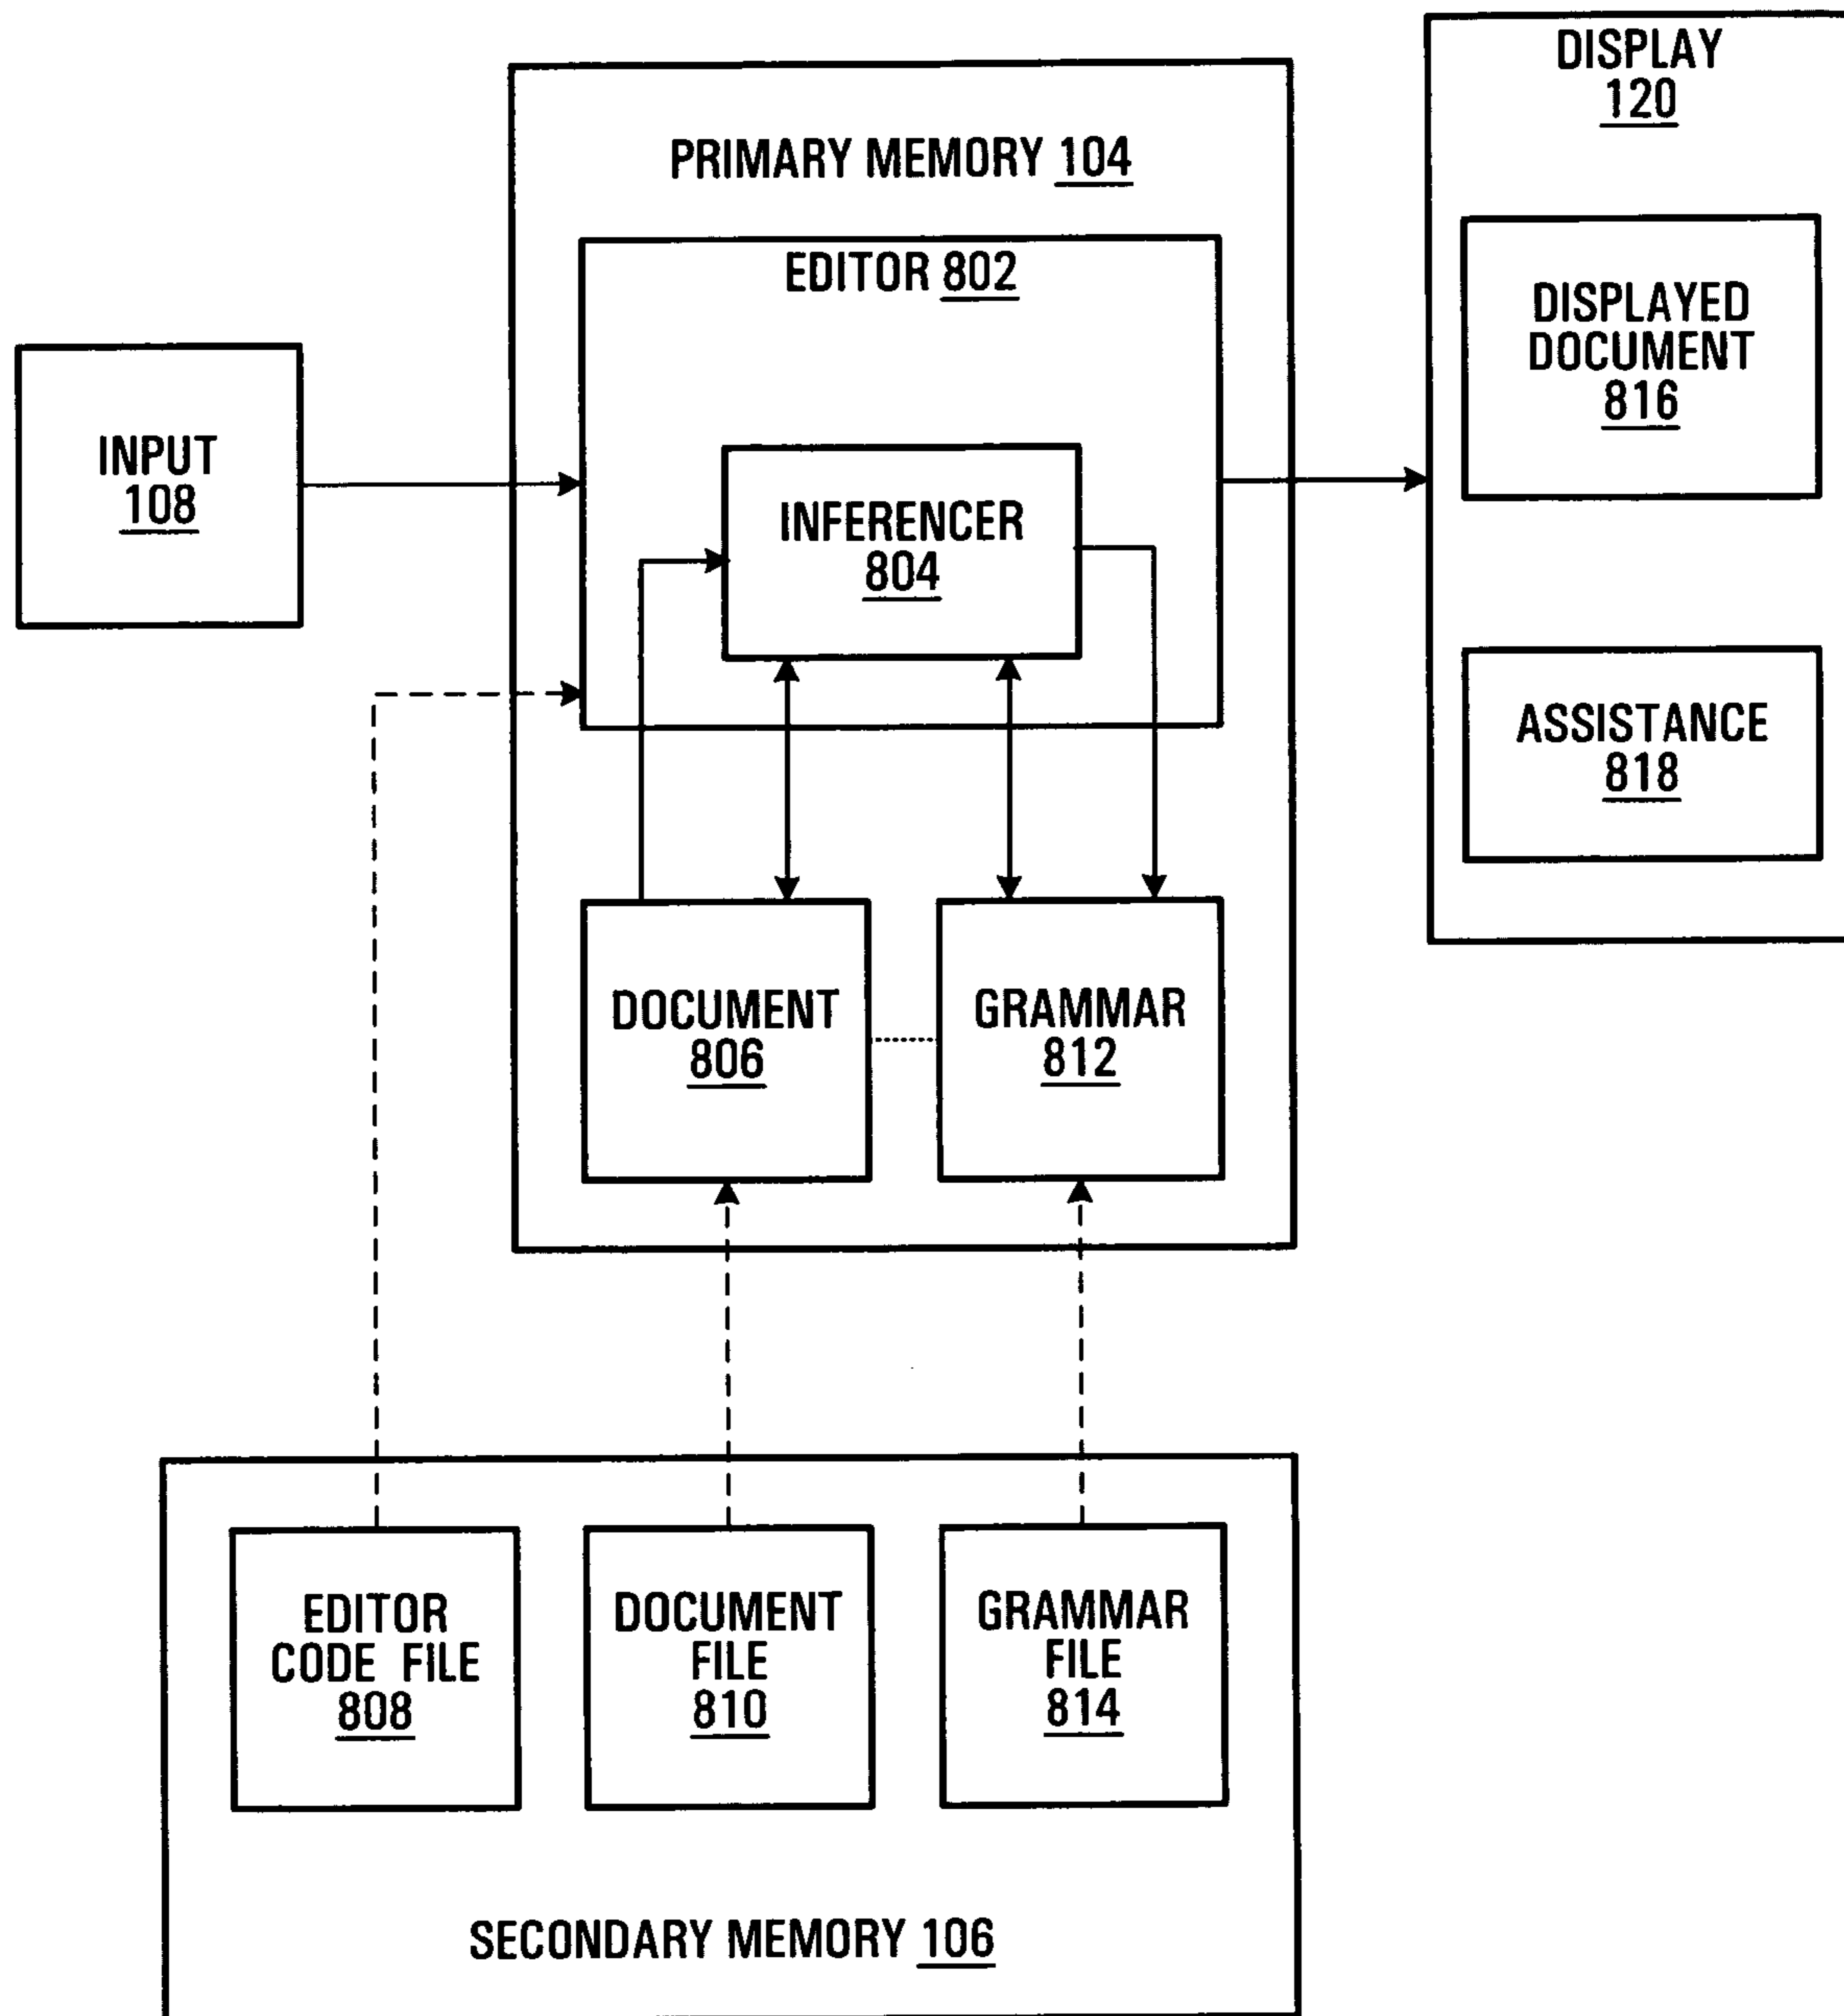 DISPLAY
120
PRIMARY MEMORY 104
EDITOR 802
DISPLAYED
DOCUMENT
816
INPUT
108
INFERENCER
804
ASSISTANCE
818
DOCUMENT
806
GRAMMAR
812
EDITOR
CODE FILE
808
DOCUMENT
FILE
810
GRAMMAR
FILE
814
SECONDARY MEMORY 106